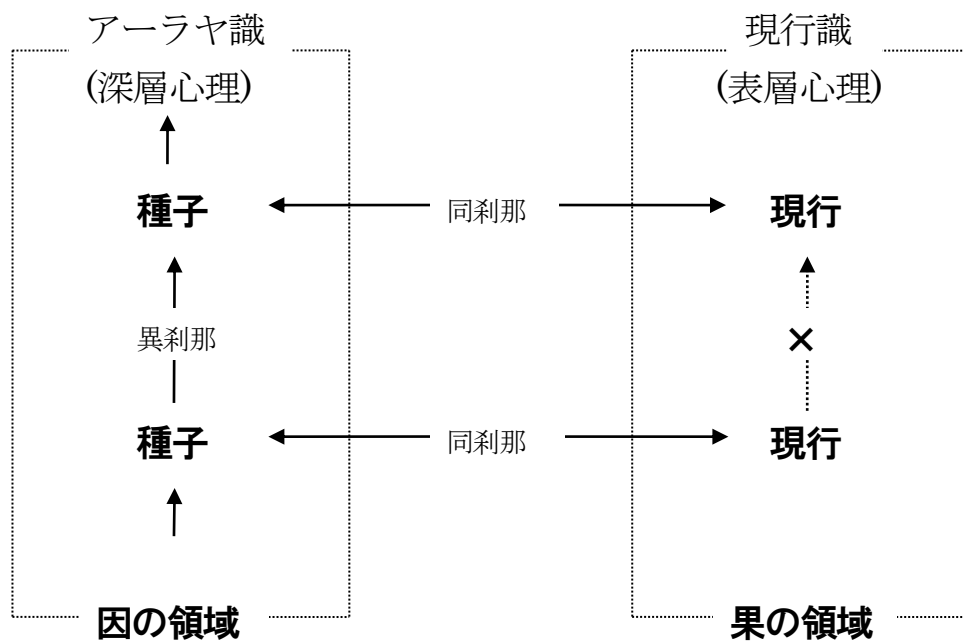 アーラヤ識
(深層心理)
現行識
(表層心理)
種子
同刹那
現行
異刹那
×
種子
同刹那
現行
因の領域
果の領域